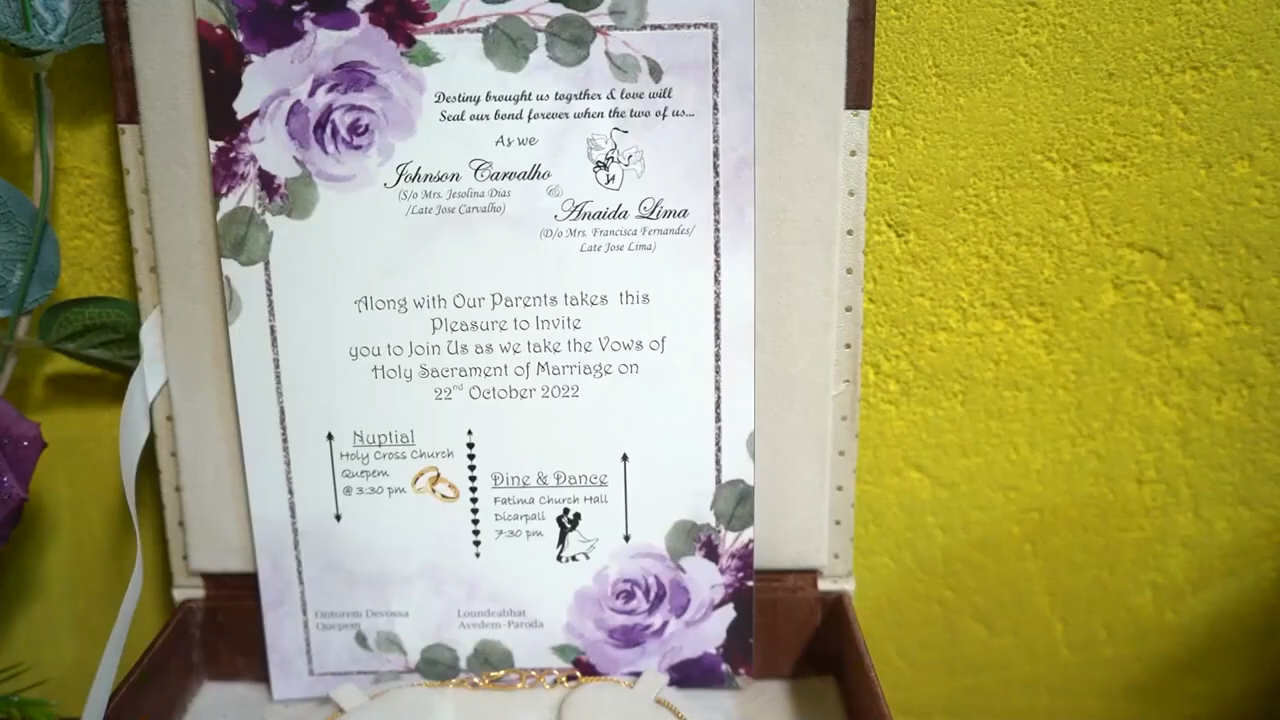 Destiny brought us togrther & love will
Seal our bond forever when the two of us...
As we
Johnson Carvalho
(S/o Mrs. Jesolina Dias
/Late Jose Carvalho)
&
Anaida Lima
(D/o Mrs. Francisca Fernandes/
Late Jose Lima)
Along with Our Parents takes this
Pleasure to Invite
you to Join Us as we take the Vows of
Holy Sacrament of Marriage on
22nd October 2022
Nuptial
Holy Cross Church
Quepem
@ 3:30 pm
Dine & Dance
Fatima Church Hall
Dicarpali
7-30 pm
Ontorem Devossa
Quepem
Loundeabhat
Avedem-Paroda